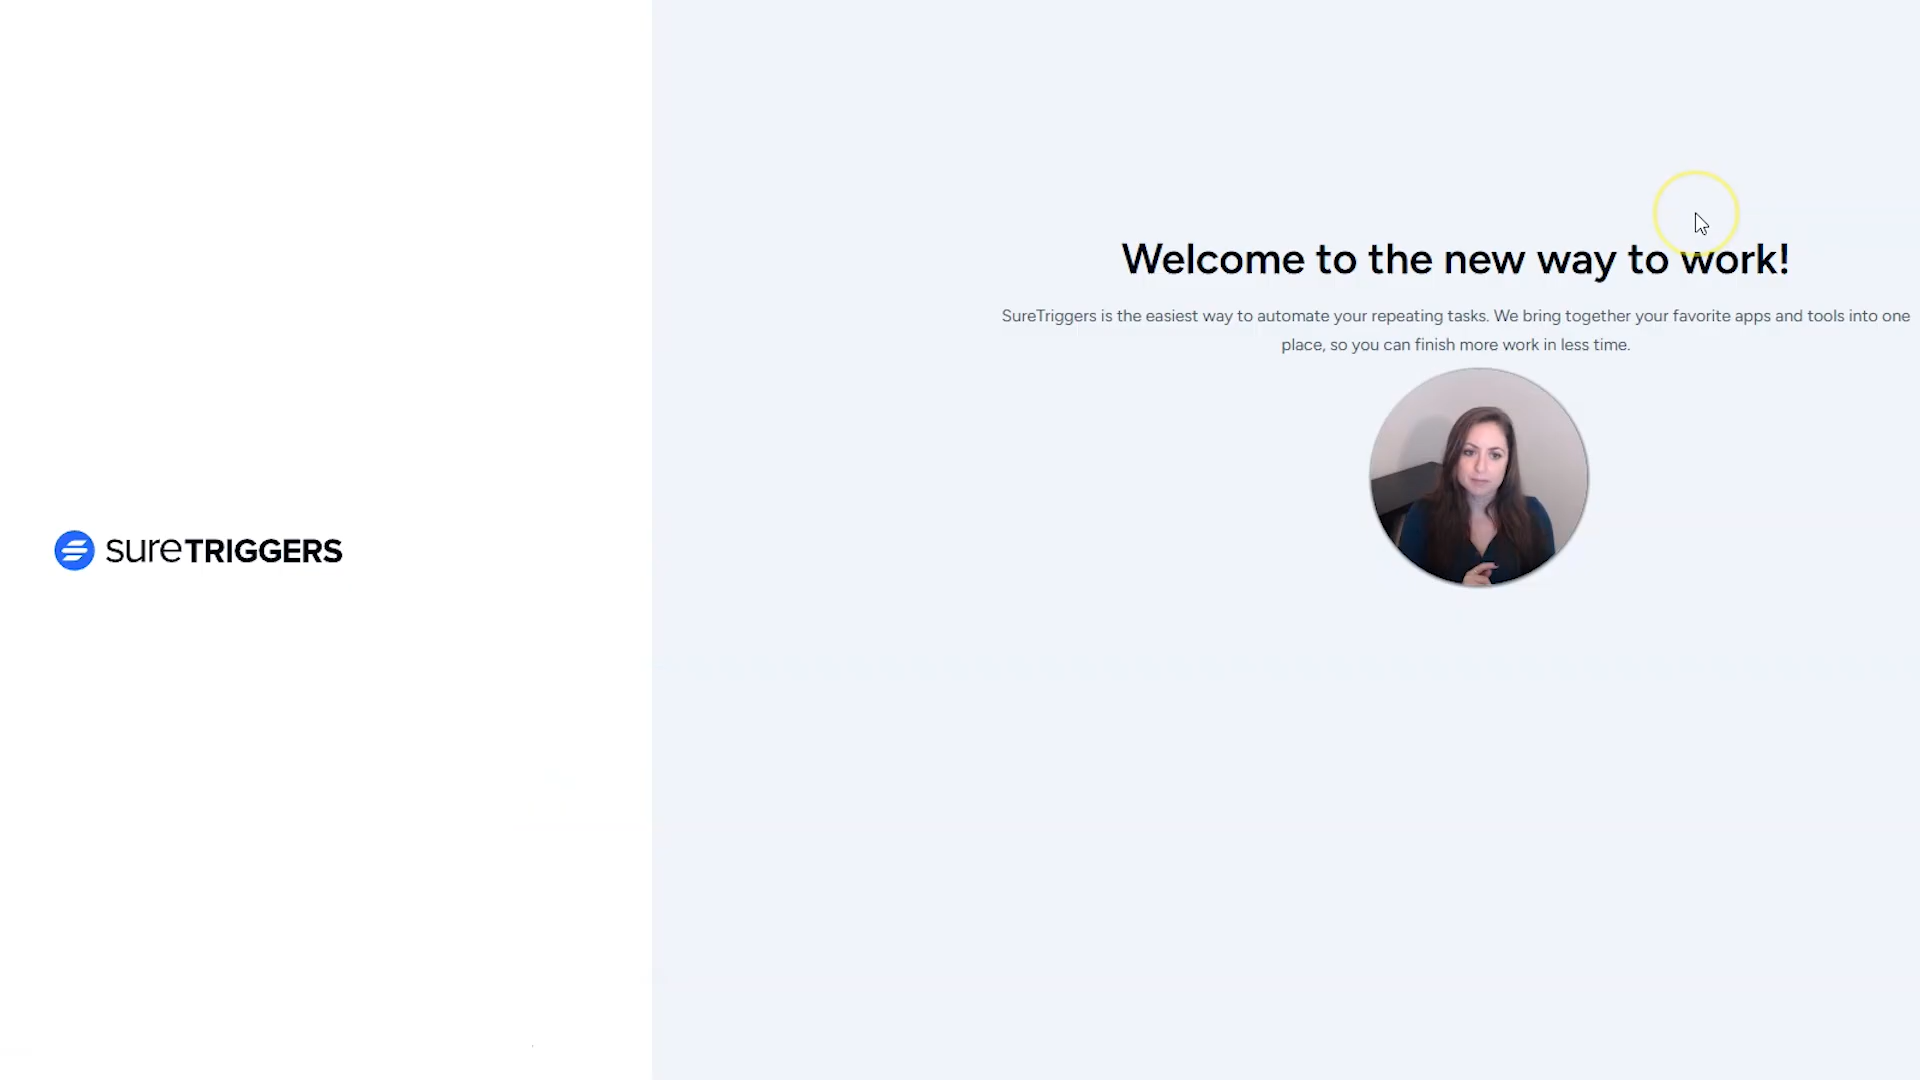 Welcome to the new way to work!
SureTriggers is the easiest way to automate your repeating tasks. We bring together your favorite apps and tools into one
place, so you can finish more work in less time.
sureTRIGGERS